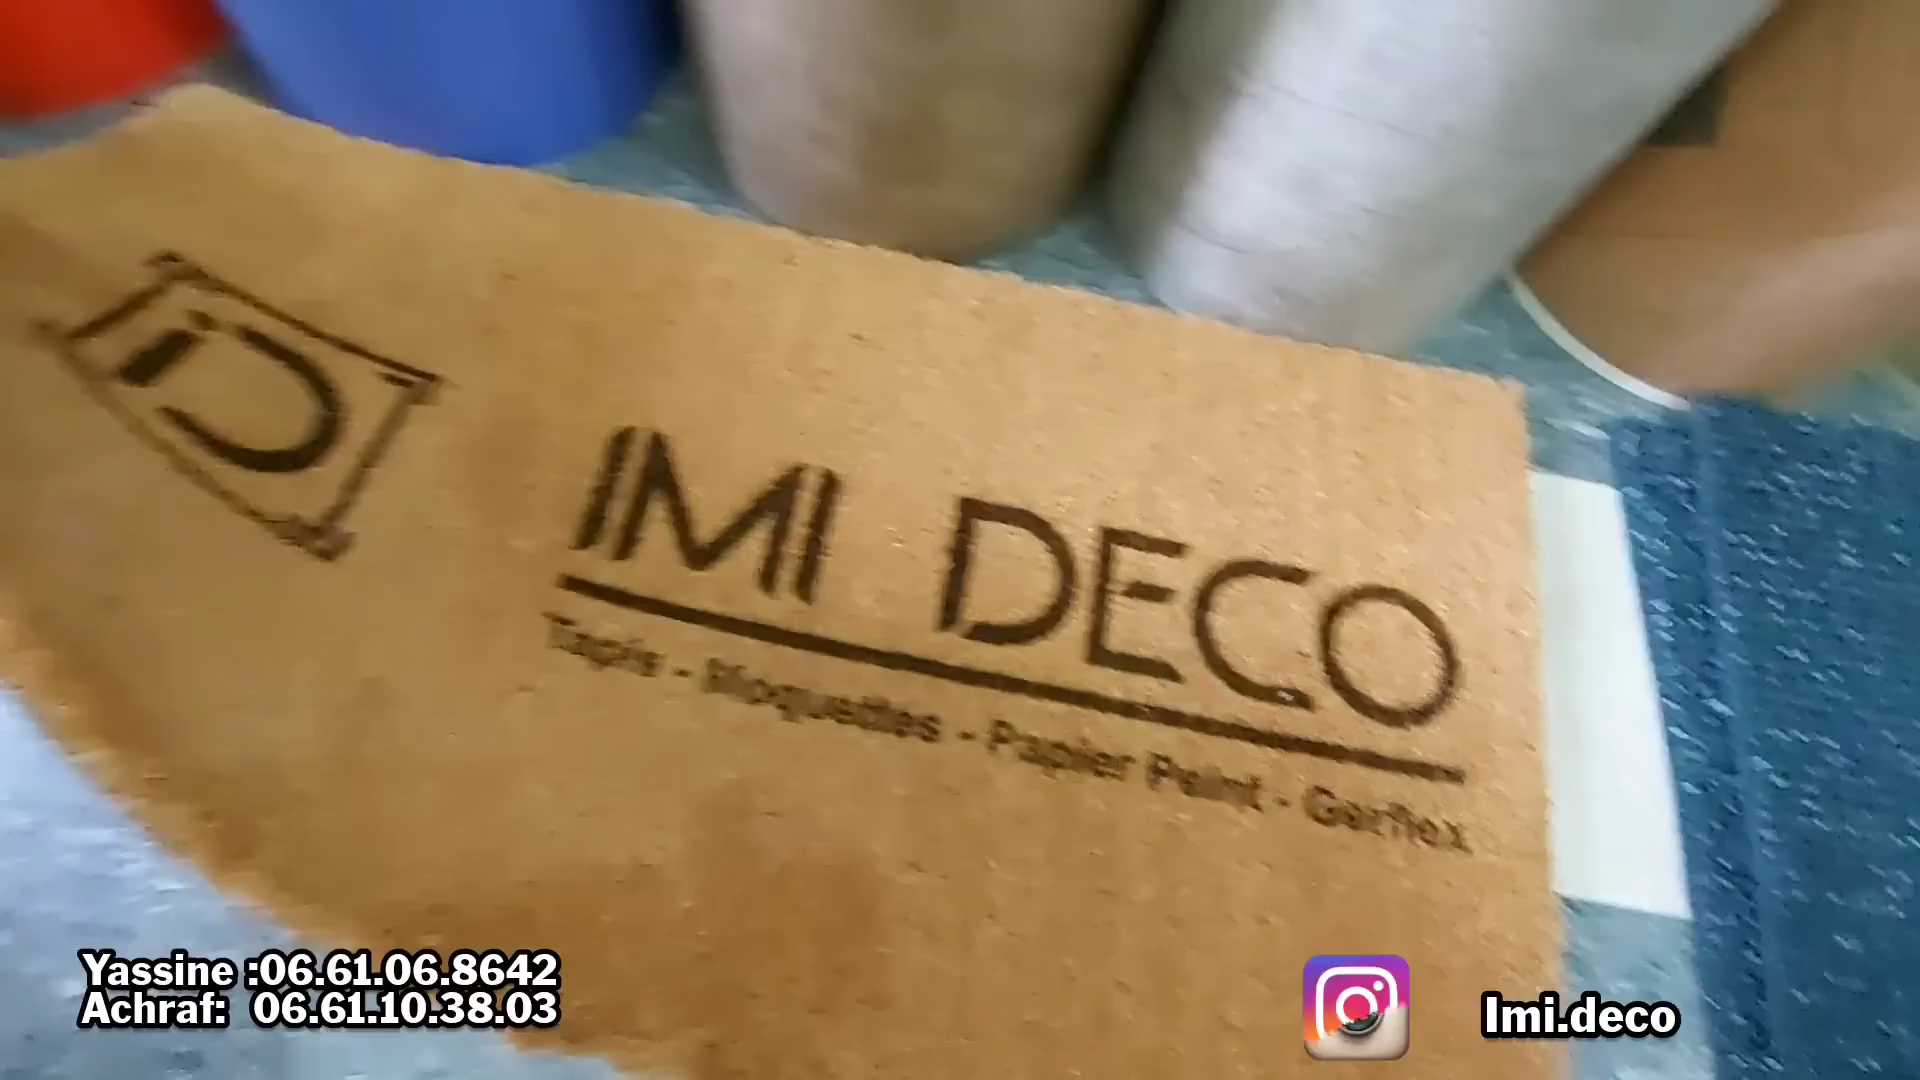 IMI DECO
Tapis - Moquettes - Papier Peint - Gerflex
Yassine :06.61.06.8642
Achraf: 06.61.10.38.03
Imi.deco